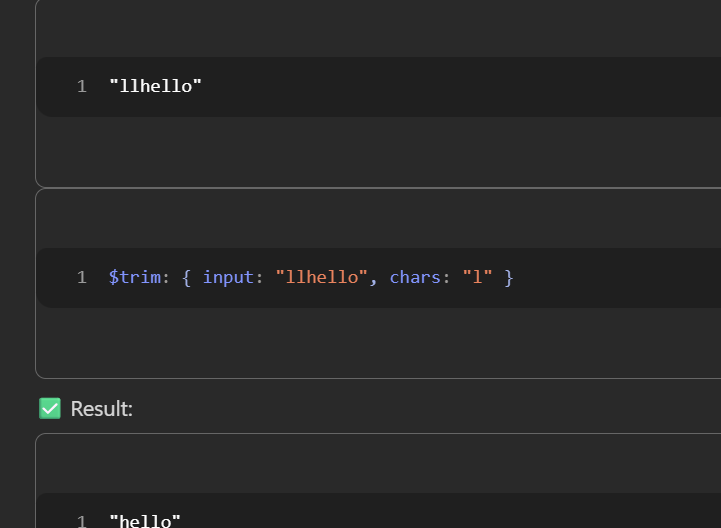 1 "llhello"
1 $trim: { input: "llhello", chars: "l" }
✅ Result:
1 "hello"